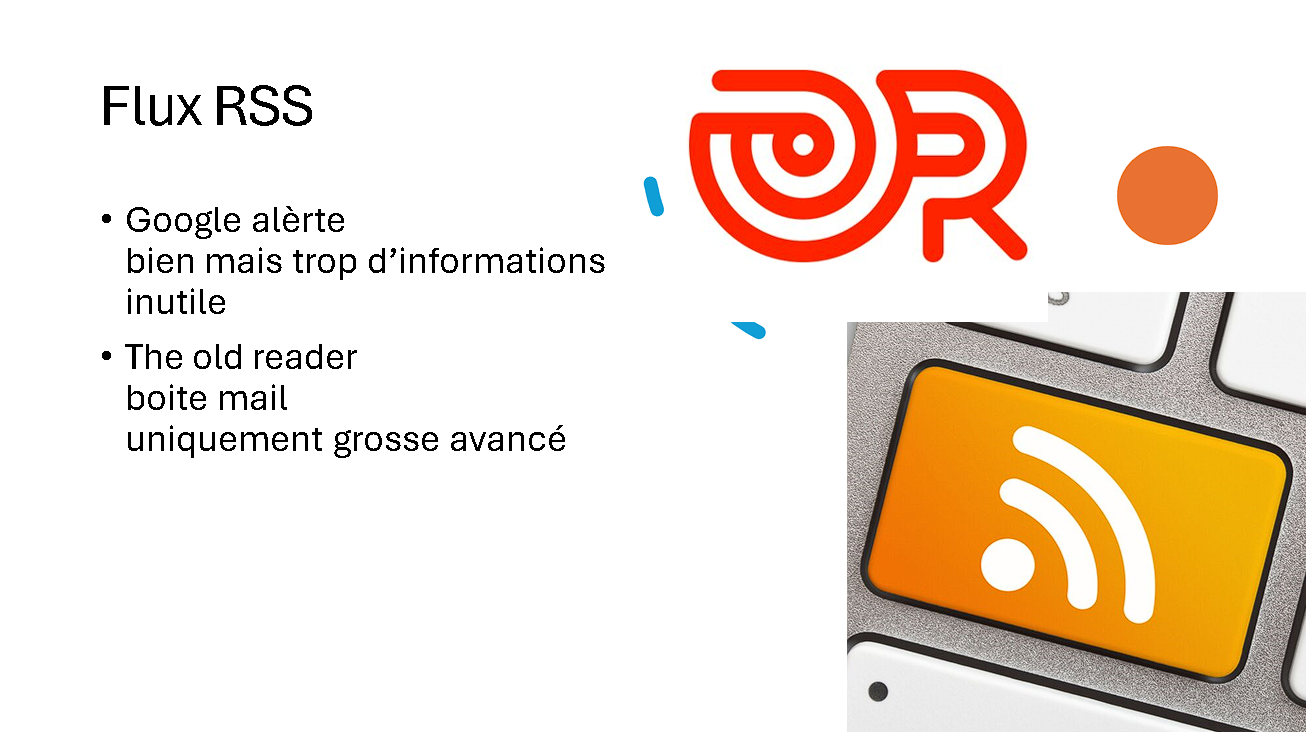 Flux RSS
• Google alèrte
bien mais trop d’informations
inutile
• The old reader
boite mail
uniquement grosse avancé